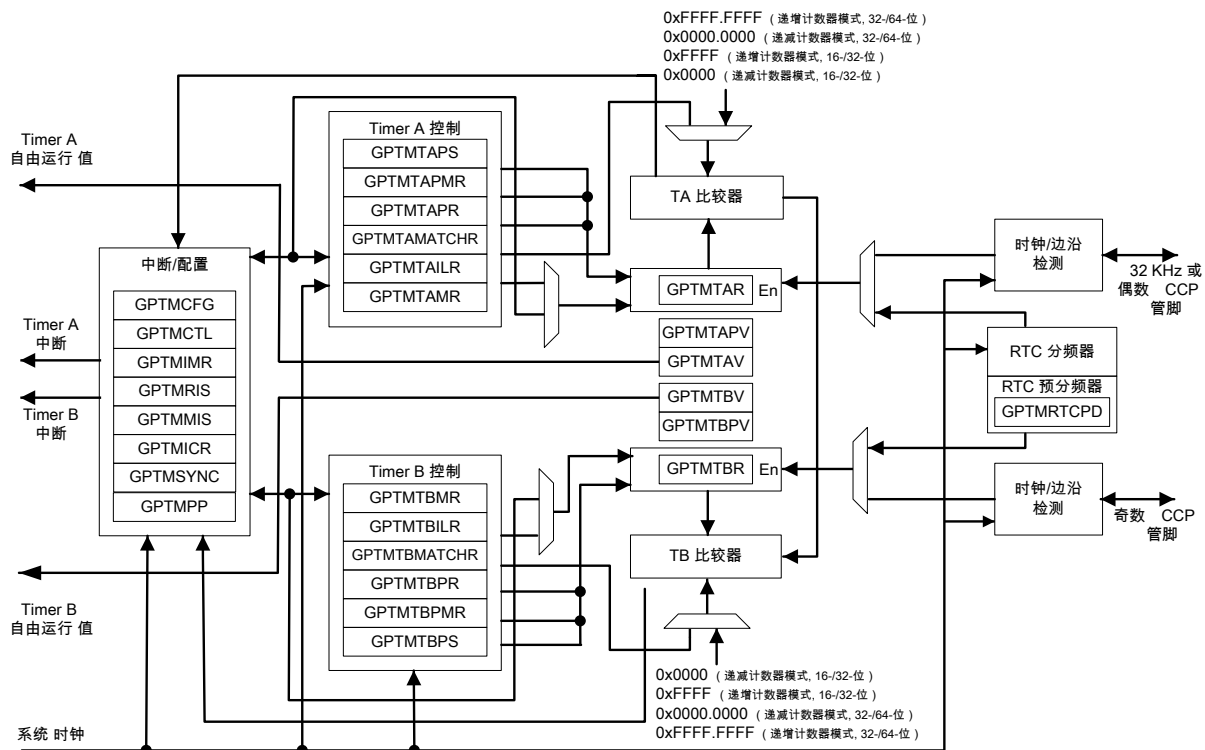 0xFFFF.FFFF（递增计数器模式, 32-/64-位）
0x0000.0000（递减计数器模式, 32-/64-位）
0xFFFF（递增计数器模式, 16-/32-位）
0x0000（递减计数器模式, 16-/32-位）
Timer A
自由运行 值
Timer A 控制
GPTMTAPS
GPTMTAPMR
GPTMTAPR
GPTMTAMATCHR
GPTMTAILR
GPTMTAMR
TA 比较器
GPTMTAR
En
时钟/边沿
检测
32 KHz 或
偶数 CCP
管脚
中断/配置
GPTMCFG
GPTMCTL
GPTMIMR
GPTMRIS
GPTMMIS
GPTMICR
GPTMSYNC
GPTMPP
Timer A
中断
Timer B
中断
GPTMTAPV
GPTMTAV
GPTMTBV
GPTMTBPV
RTC 分频器
RTC 预分频器
GPTMRTCPD
Timer B 控制
GPTMTBMR
GPTMTBILR
GPTMTBMATCHR
GPTMTBPR
GPTMTBPMR
GPTMTBPS
GPTMTBR
En
TB 比较器
时钟/边沿
检测
奇数 CCP
管脚
Timer B
自由运行 值
0x0000（递减计数器模式, 16-/32-位）
0xFFFF（递增计数器模式, 16-/32-位）
0x0000.0000（递减计数器模式, 32-/64-位）
0xFFFF.FFFF（递增计数器模式, 32-/64-位）
系统 时钟